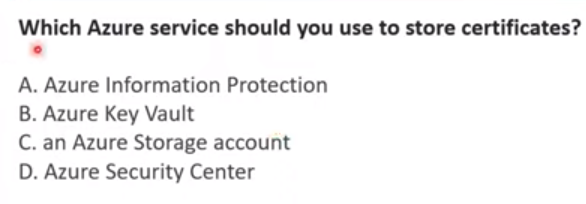 Which Azure service should you use to store certificates?
A. Azure Information Protection
B. Azure Key Vault
C. an Azure Storage account
D. Azure Security Center